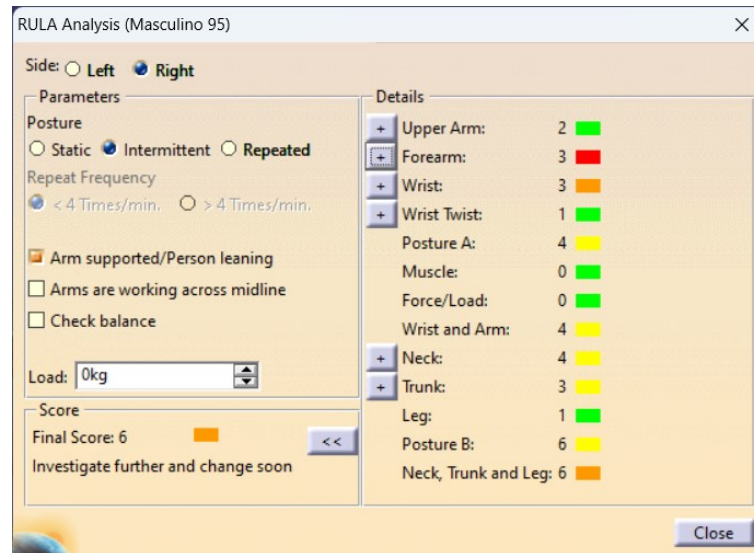 RULA Analysis (Masculino 95)
Side: Left Right
Parameters
Posture
Static Intermittent Repeated
Repeat Frequency
< 4 Times/min. > 4 Times/min.
Arm supported/Person leaning
Arms are working across midline
Check balance
Load: 0kg
Score
Final Score: 6
<<
Investigate further and change soon
Details
+ Upper Arm: 2
+ Forearm: 3
+ Wrist: 3
+ Wrist Twist: 1
Posture A: 4
Muscle: 0
Force/Load: 0
Wrist and Arm: 4
+ Neck: 4
+ Trunk: 3
Leg: 1
Posture B: 6
Neck, Trunk and Leg: 6
Close